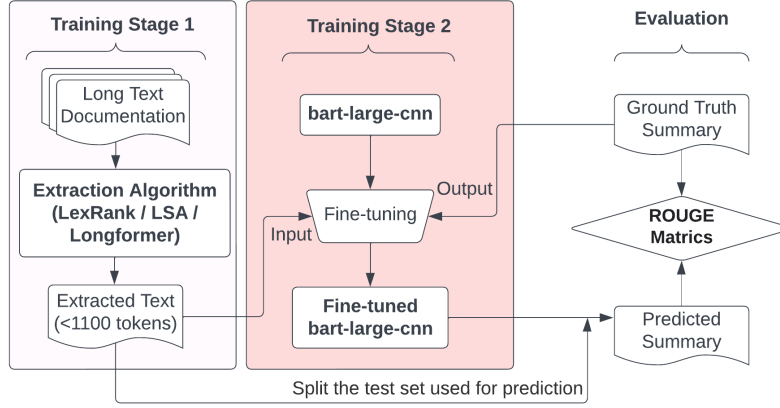 Training Stage 1
Long Text
Documentation
Extraction Algorithm
(LexRank / LSA /
Longformer)
Extracted Text
(<1100 tokens)
Training Stage 2
bart-large-cnn
Fine-tuning
Input
Output
Fine-tuned
bart-large-cnn
Evaluation
Ground Truth
Summary
ROUGE
Matrics
Predicted
Summary
Split the test set used for prediction